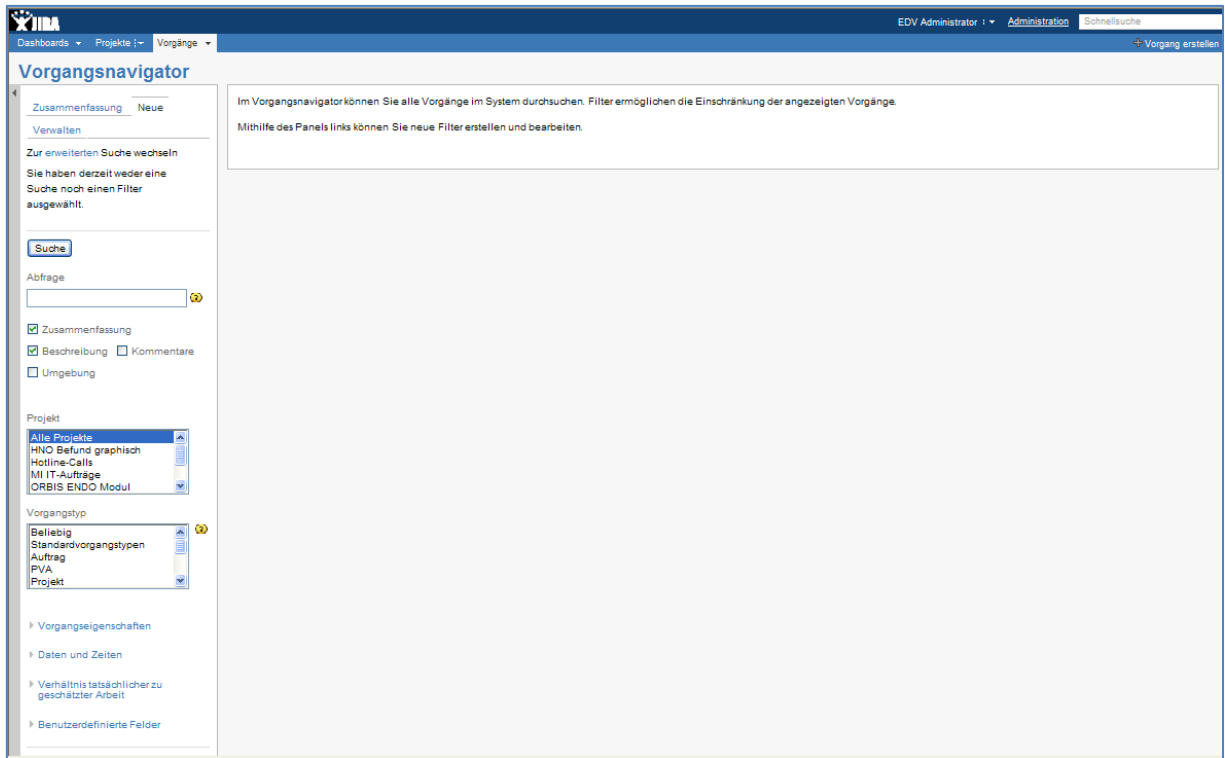 JIRA
EDV Administrator Administration Schnellsuche
Dashboards Projekte Vorgänge + Vorgang erstellen
Vorgangsnavigator
Zusammenfassung Neue
Verwalten
Zur erweiterten Suche wechseln
Sie haben derzeit weder eine
Suche noch einen Filter
ausgewählt.
Suche
Abfrage
Zusammenfassung
Beschreibung Kommentare
Umgebung
Projekt
Alle Projekte
HNO Befund graphisch
Hotline-Calls
MI IT-Aufträge
ORBIS ENDO Modul
Vorgangstyp
Beliebig
Standardvorgangstypen
Auftrag
PVA
Projekt
Vorgangseigenschaften
Daten und Zeiten
Verhältnis tatsächlicher zu
geschätzter Arbeit
Benutzerdefinierte Felder
Im Vorgangsnavigator können Sie alle Vorgänge im System durchsuchen. Filter ermöglichen die Einschränkung der angezeigten Vorgänge.
Mithilfe des Panels links können Sie neue Filter erstellen und bearbeiten.